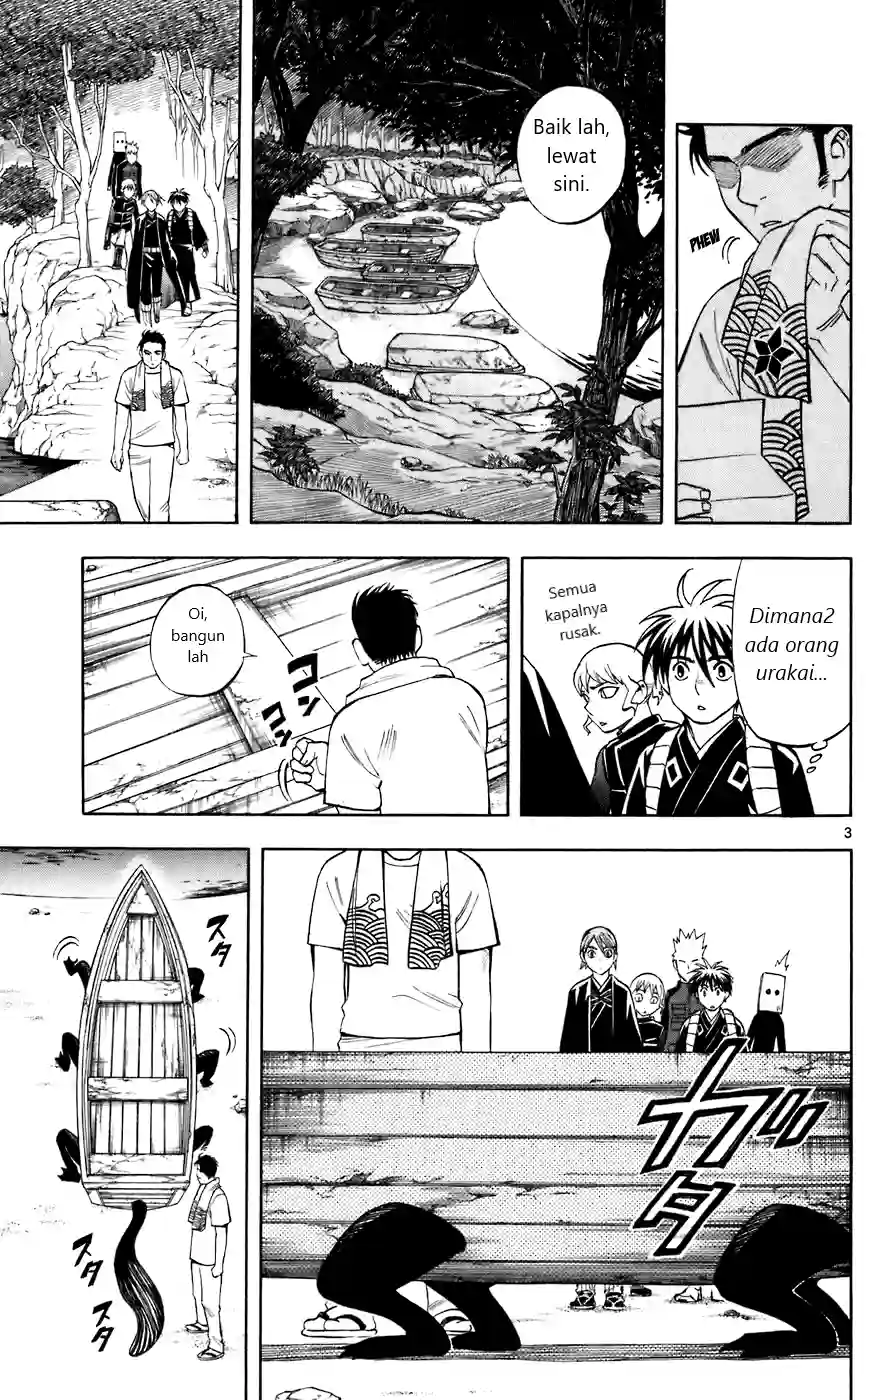 PHEW
Baik lah,
lewat
sini.
Dimana2
ada orang
urakai...
Semua
kapalnya
rusak.
Oi,
bangun
lah
コン
コン
3
ガタ
スタ
スタ
スタ